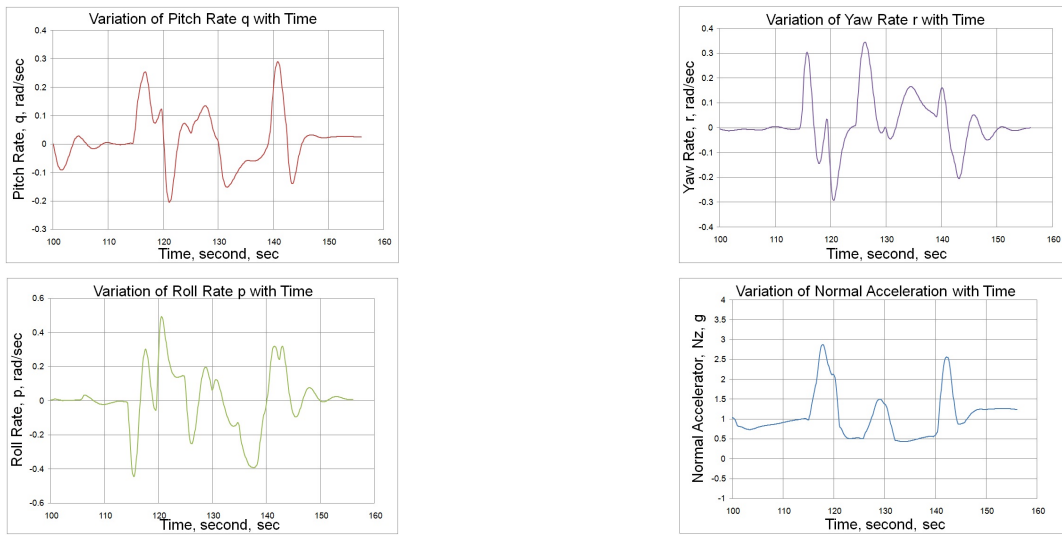 Variation of Pitch Rate q with Time
Pitch Rate, q, rad/sec
0.4
0.3
0.2
0.1
0
-0.1
-0.2
-0.3
100 110 120 130 140 150 160
Time, second, sec
Variation of Yaw Rate r with Time
Yaw Rate, r, rad/sec
0.4
0.3
0.2
0.1
0
-0.1
-0.2
-0.3
-0.4
100 110 120 130 140 150 160
Time, second, sec
Variation of Roll Rate p with Time
Roll Rate, p, rad/sec
0.6
0.4
0.2
0
-0.2
-0.4
-0.6
100 110 120 130 140 150 160
Time, second, sec
Variation of Normal Acceleration with Time
Normal Accelerator, Nz, g
4
3.5
3
2.5
2
1.5
1
0.5
0
-0.5
-1
100 110 120 130 140 150 160
Time, second, sec